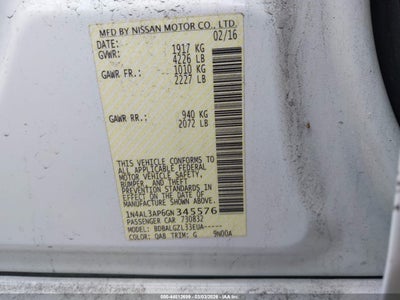 MFD BY NISSAN MOTOR CO., LTD.
DATE: 02/16
GVWR: 1917 KG
4226 LB
GAWR FR.: 1010 KG
2227 LB
GAWR RR.: 940 KG
2072 LB
THIS VEHICLE CONFORMS TO ALL
APPLICABLE FEDERAL
MOTOR VEHICLE SAFETY,
BUMPER, AND THEFT
PREVENTION STANDARDS IN
EFFECT ON THE DATE OF
MANUFACTURE SHOWN ABOVE.
1N4AL3AP6GN345576
PASSENGER CAR 730832
MODEL: BDBALGZL33EUA-----
COLOR: QAB TRIM: G 9N00A